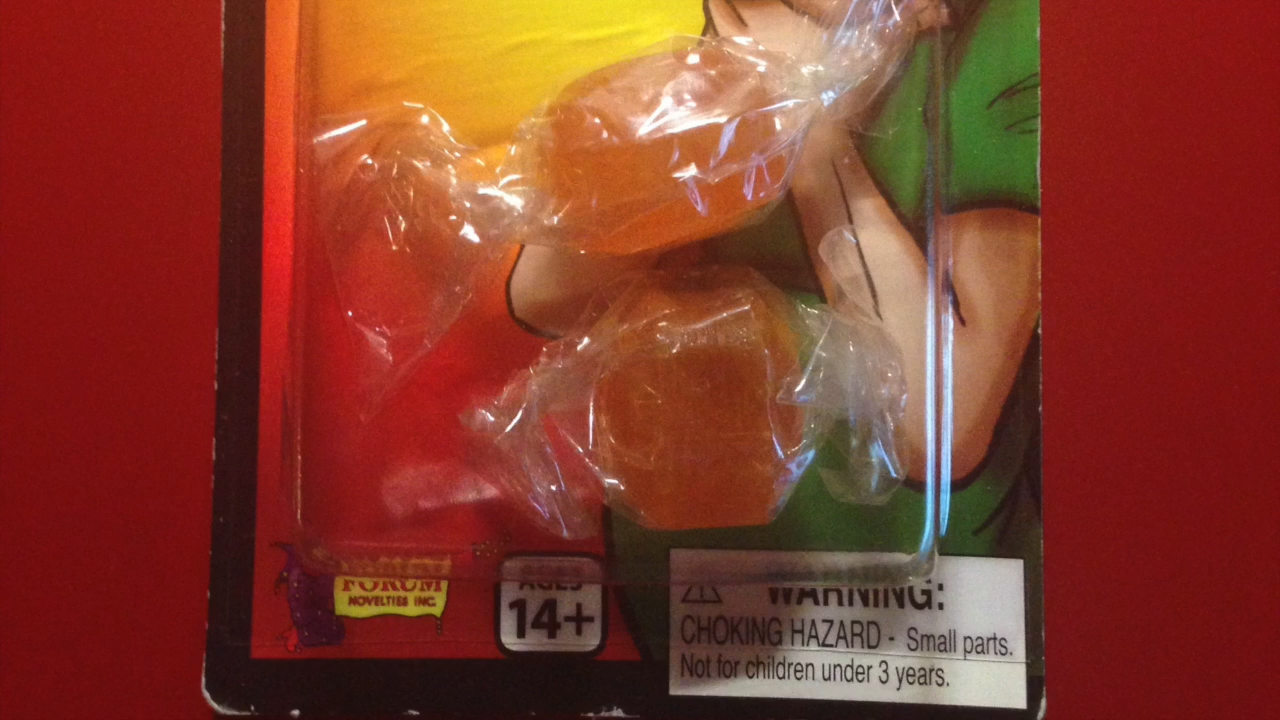 FORUM
NOVELTIES INC.
AGES
14+
WARNING:
CHOKING HAZARD - Small parts.
Not for children under 3 years.